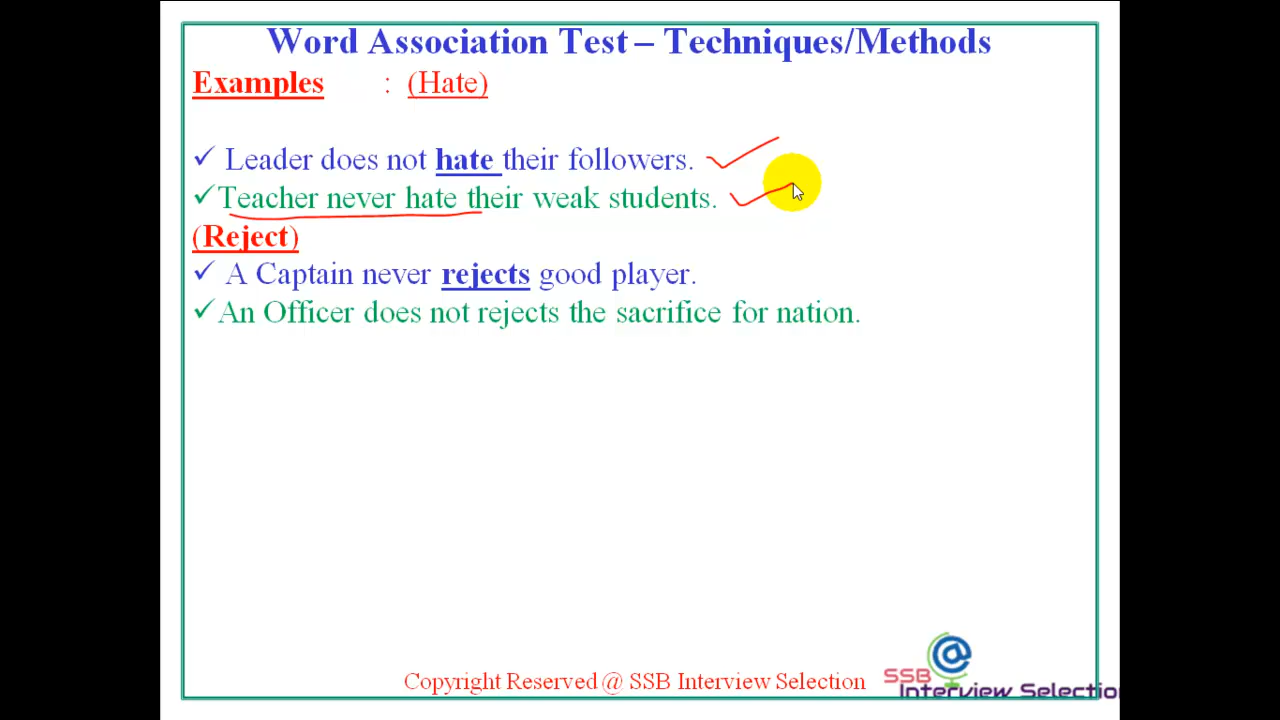 Word Association Test – Techniques/Methods
Examples : (Hate)
✓ Leader does not hate their followers.
✓ Teacher never hate their weak students.
(Reject)
✓ A Captain never rejects good player.
✓ An Officer does not rejects the sacrifice for nation.
Copyright Reserved @ SSB Interview Selection
SSB
Interview Selectio